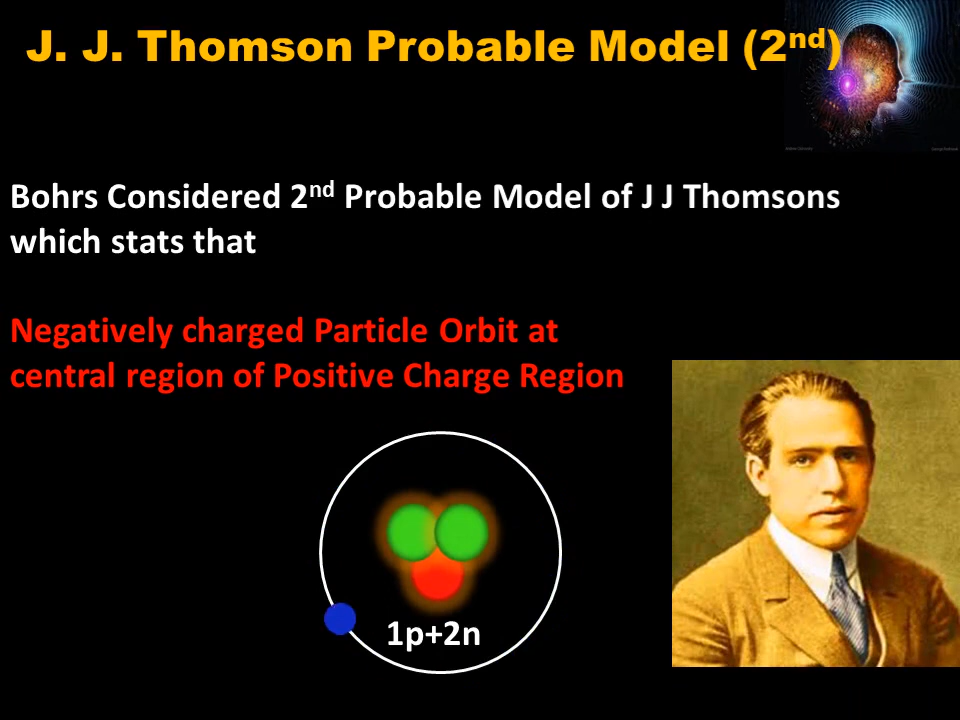 J. J. Thomson Probable Model (2nd)
Bohrs Considered 2nd Probable Model of J J Thomsons
which stats that
Negatively charged Particle Orbit at
central region of Positive Charge Region
1p+2n